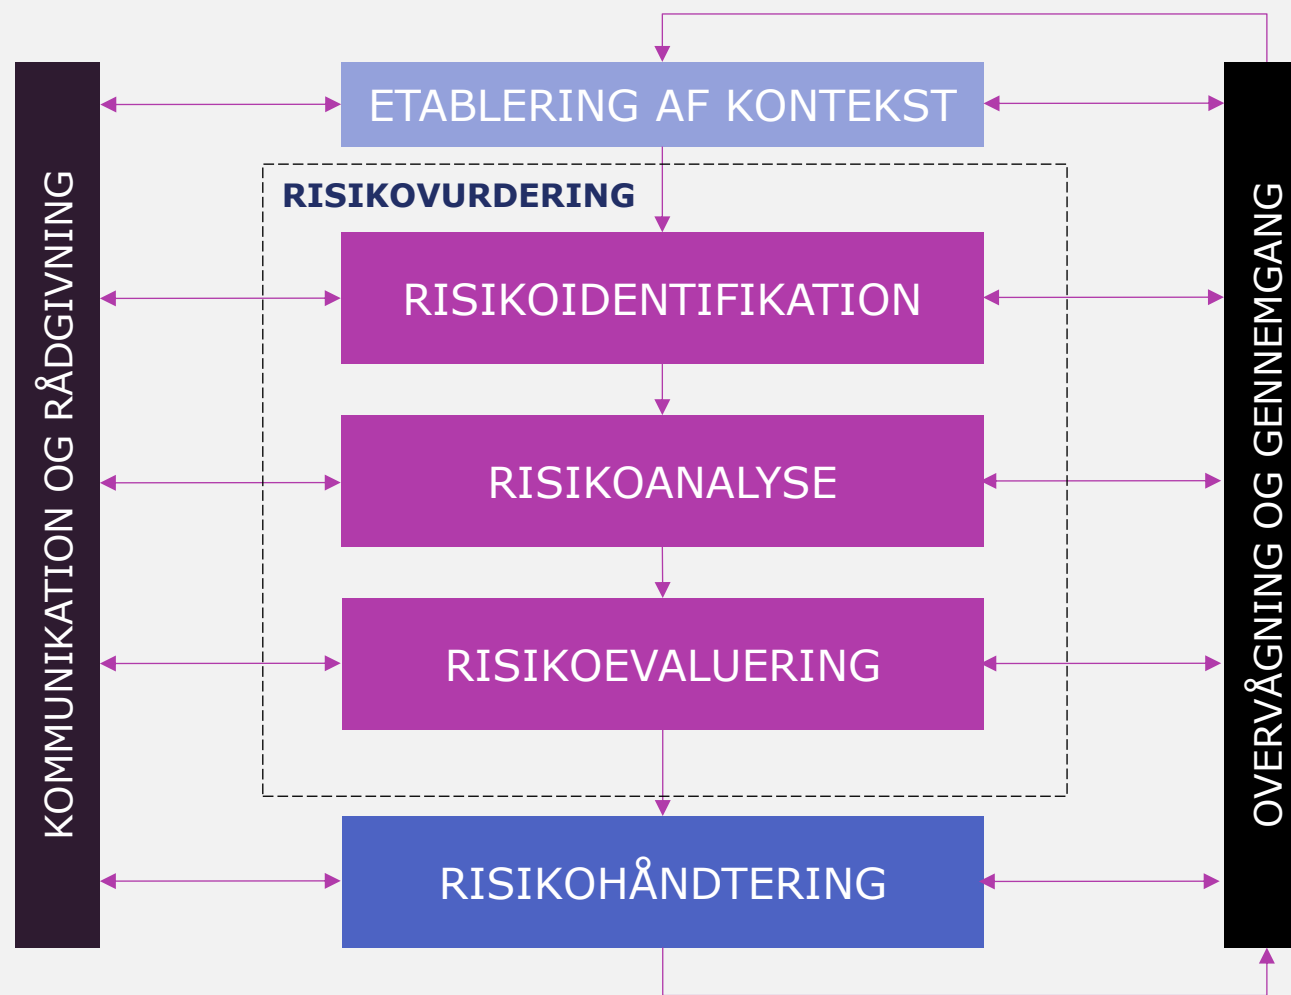 ETABLERING AF KONTEKST
KOMMUNIKATION OG RÅDGIVNING
RISIKOVURDERING
RISIKOIDENTIFIKATION
RISIKOANALYSE
RISIKOEVALUERING
RISIKOHÅNDTERING
OVERVÅGNING OG GENNEMGANG